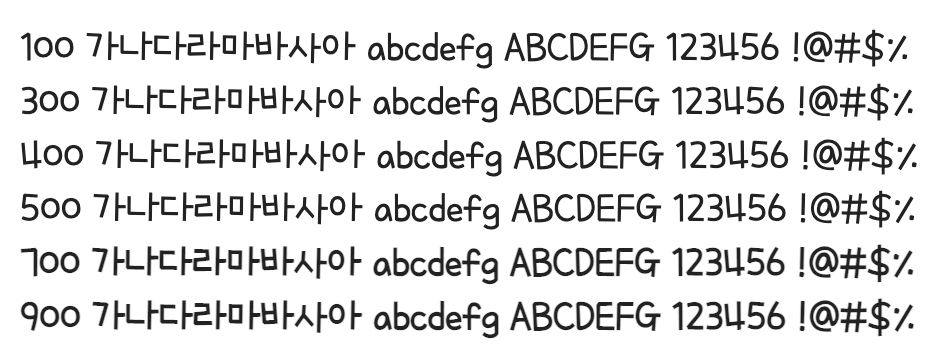 100 가나다라마바사아 abcdefg ABCDEFG 123456 !@#$%
300 가나다라마바사아 abcdefg ABCDEFG 123456 !@#$%
400 가나다라마바사아 abcdefg ABCDEFG 123456 !@#$%
500 가나다라마바사아 abcdefg ABCDEFG 123456 !@#$%
700 가나다라마바사아 abcdefg ABCDEFG 123456 !@#$%
900 가나다라마바사아 abcdefg ABCDEFG 123456 !@#$%